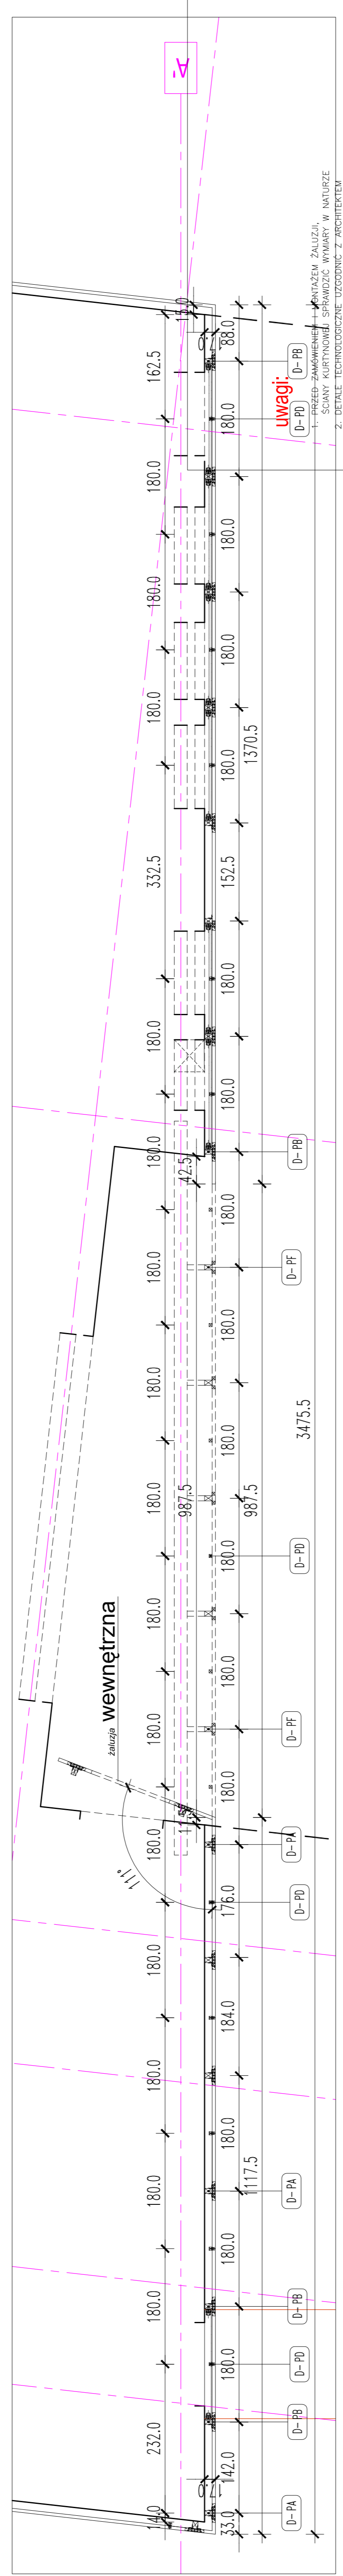 A'
uwagi:
1. PRZED ZAMÓWIENIEM I MONTAŻEM ŻALUZJI,
ŚCIANY KURTYNOWEJ SPRAWDZIĆ WYMIARY W NATURZE
2. DETALE TECHNOLOGICZNE UZGODNIĆ Z ARCHITEKTEM
żaluzja wewnętrzna
111°
14.0
232.0
180.0
180.0
180.0
180.0
180.0
180.0
180.0
180.0
180.0
180.0
180.0
332.5
180.0
180.0
180.0
162.5
987.5
42.5
33.0
142.0
180.0
180.0
180.0
184.0
176.0
180.0
180.0
180.0
180.0
180.0
180.0
180.0
180.0
152.5
180.0
180.0
180.0
180.0
88.0
17.0
1117.5
987.5
1370.5
3475.5
D-PA
D-PB
D-PD
D-PB
D-PA
D-PD
D-PA
D-PF
D-PD
D-PF
D-PB
D-PD
D-PB